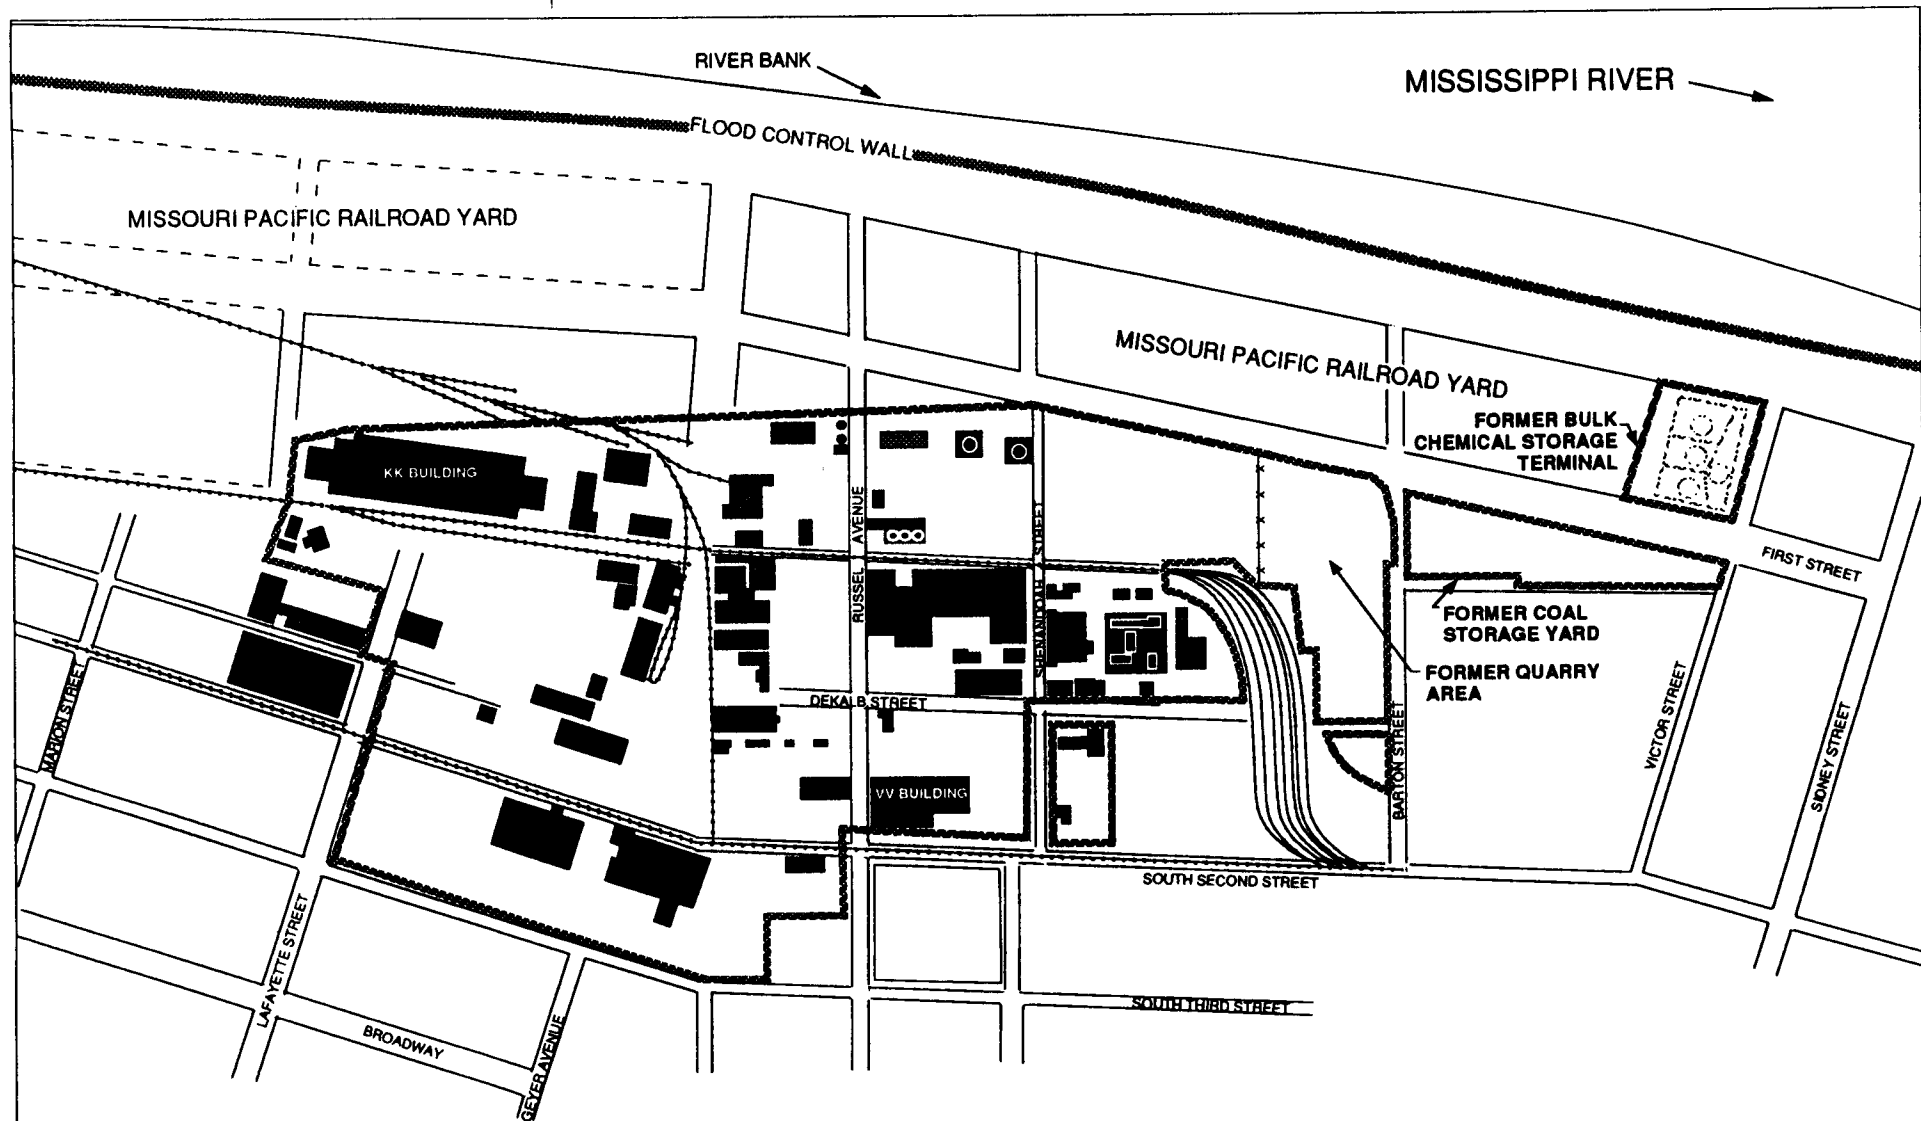 RIVER BANK
MISSISSIPPI RIVER
FLOOD CONTROL WALL
MISSOURI PACIFIC RAILROAD YARD
MISSOURI PACIFIC RAILROAD YARD
FORMER BULK
CHEMICAL STORAGE
TERMINAL
KK BUILDING
RUSSEL AVENUE
SHENANDOAH STREET
FIRST STREET
FORMER COAL
STORAGE YARD
FORMER QUARRY
AREA
DEKALB STREET
MARION STREET
VICTOR STREET
SIDNEY STREET
BARTON STREET
VV BUILDING
SOUTH SECOND STREET
LAFAYETTE STREET
SOUTH THIRD STREET
BROADWAY
GEYER AVENUE